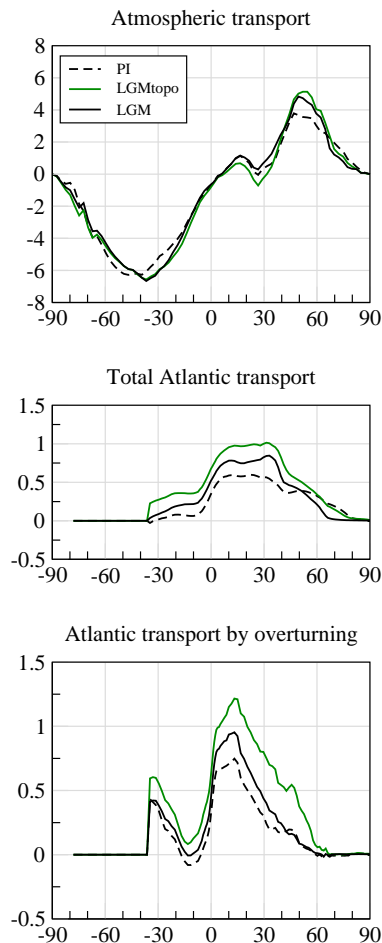 Atmospheric transport
8
6
4
2
0
-2
-4
-6
-8
PI
LGMtopo
LGM
-90 -60 -30 0 30 60 90
Total Atlantic transport
1.5
1
0.5
0
-0.5
-90 -60 -30 0 30 60 90
Atlantic transport by overturning
1.5
1
0.5
0
-0.5
-90 -60 -30 0 30 60 90